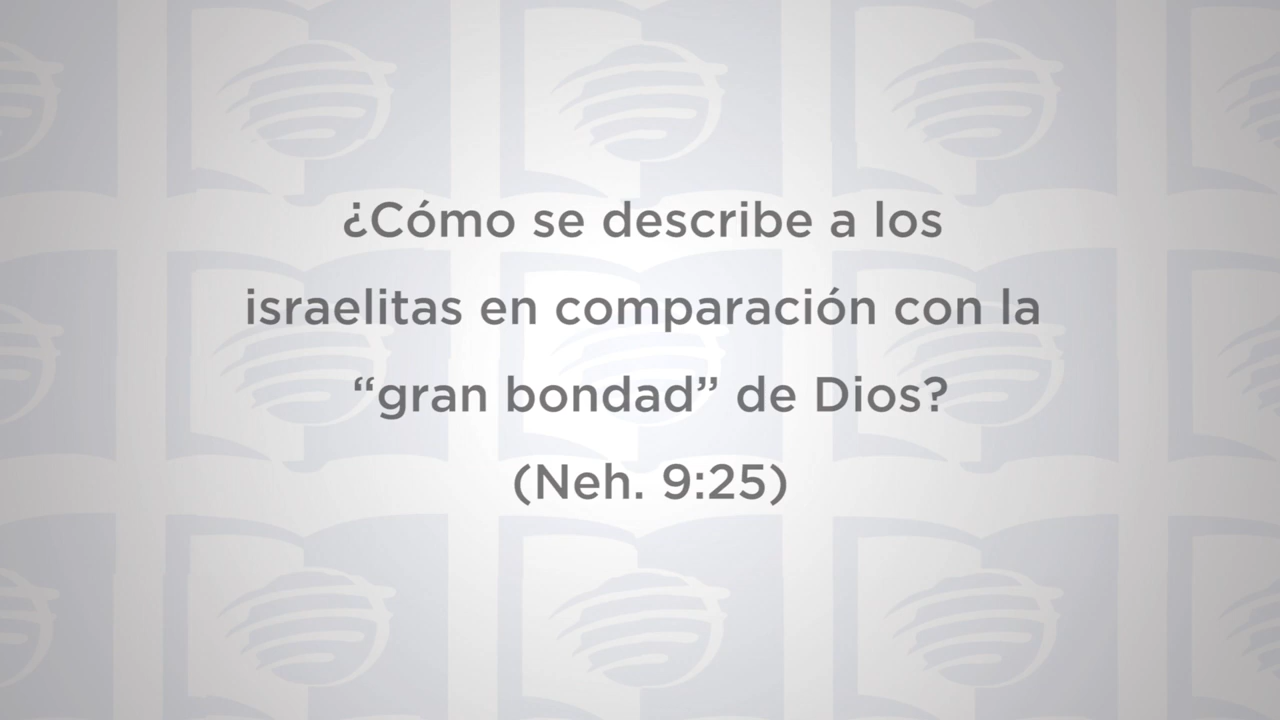 ¿Cómo se describe a los
israelitas en comparación con la
“gran bondad” de Dios?
(Neh. 9:25)